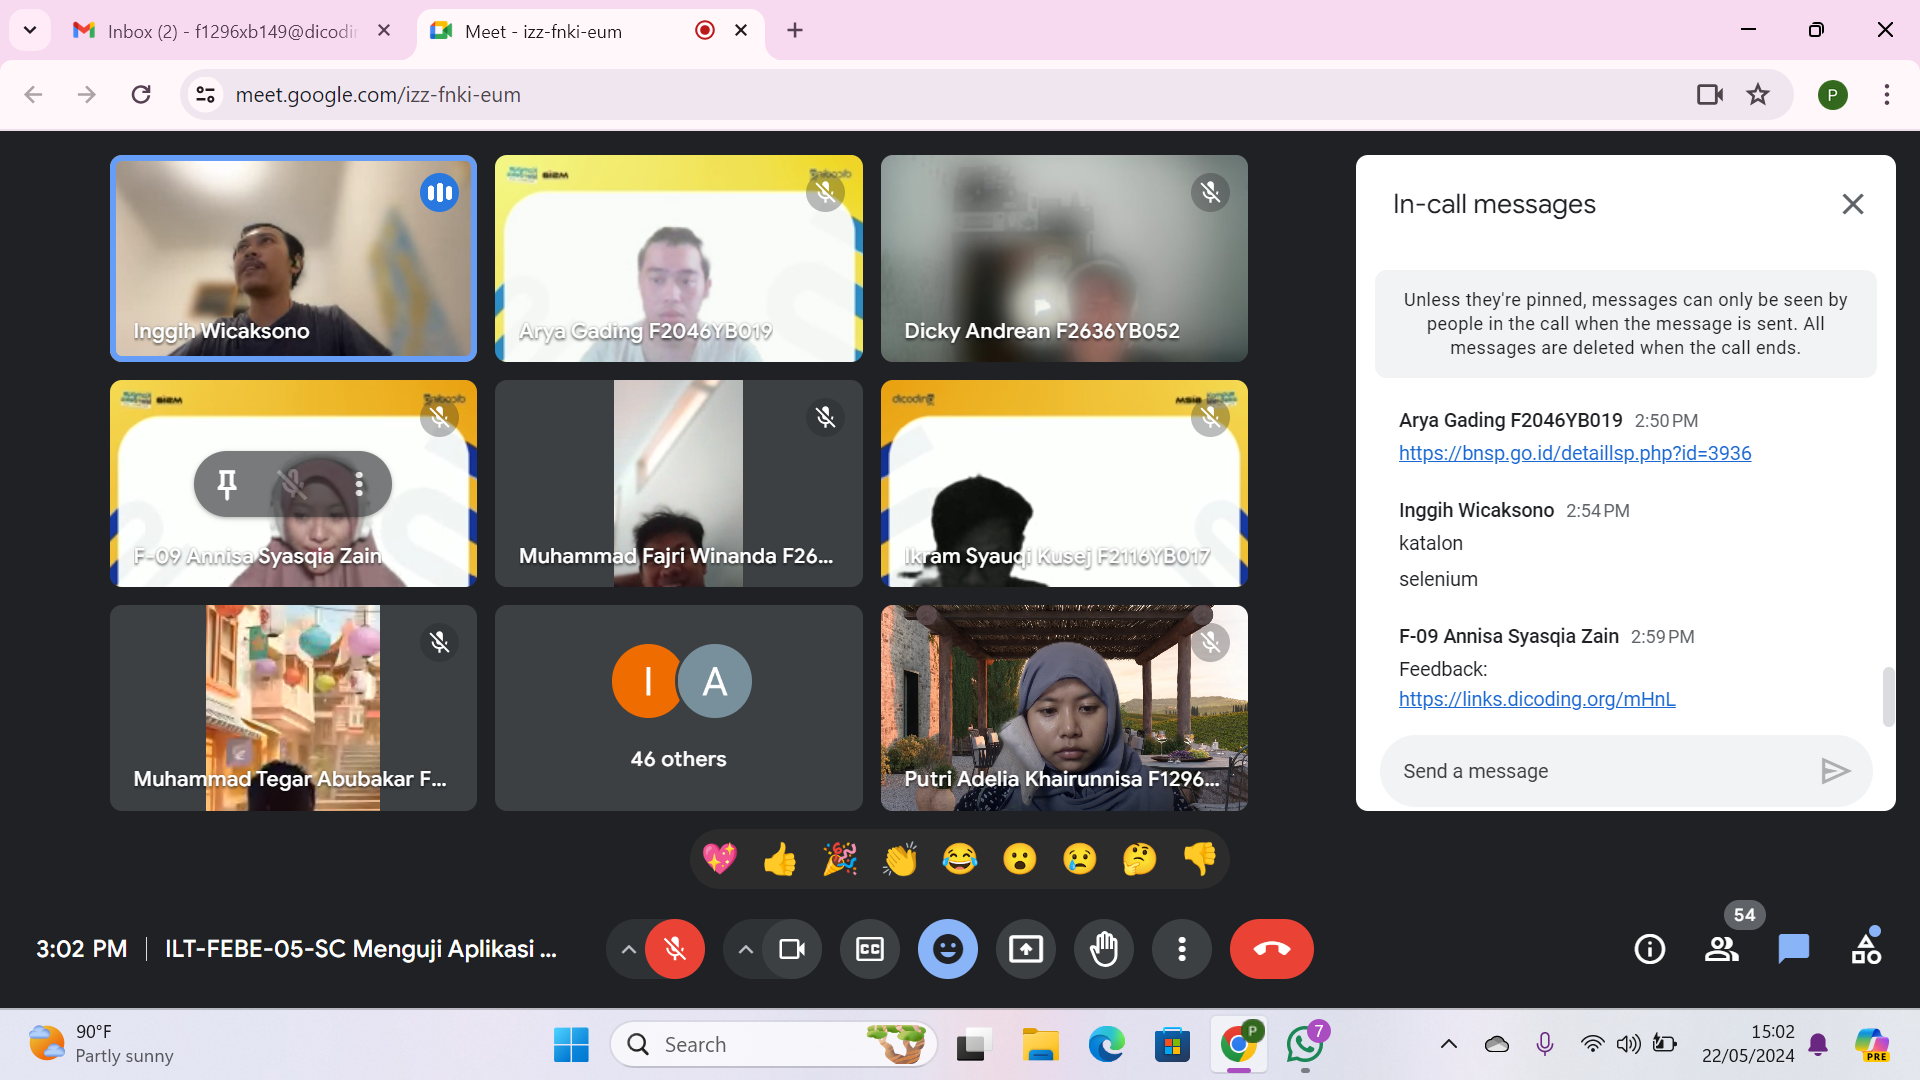 Inbox (2) - f1296xb149@dicodin
Meet - izz-fnki-eum
meet.google.com/izz-fnki-eum
P
Inggih Wicaksono
Arya Gading F2046YB019
Dicky Andrean F2636YB052
F-09 Annisa Syasqia Zain
Muhammad Fajri Winanda F26...
dicoding
MSIB
Ikram Syauqi Kusej F2116YB017
Muhammad Tegar Abubakar F...
I A
46 others
Putri Adelia Khairunnisa F1296...
In-call messages
Unless they're pinned, messages can only be seen by
people in the call when the message is sent. All
messages are deleted when the call ends.
Arya Gading F2046YB019 2:50 PM
https://bnsp.go.id/detaillsp.php?id=3936
Inggih Wicaksono 2:54 PM
katalon
selenium
F-09 Annisa Syasqia Zain 2:59 PM
Feedback:
https://links.dicoding.org/mHnL
Send a message
3:02 PM | ILT-FEBE-05-SC Menguji Aplikasi ...
CC
54
90°F
Partly sunny
Search
P
7
15:02
22/05/2024
PRE